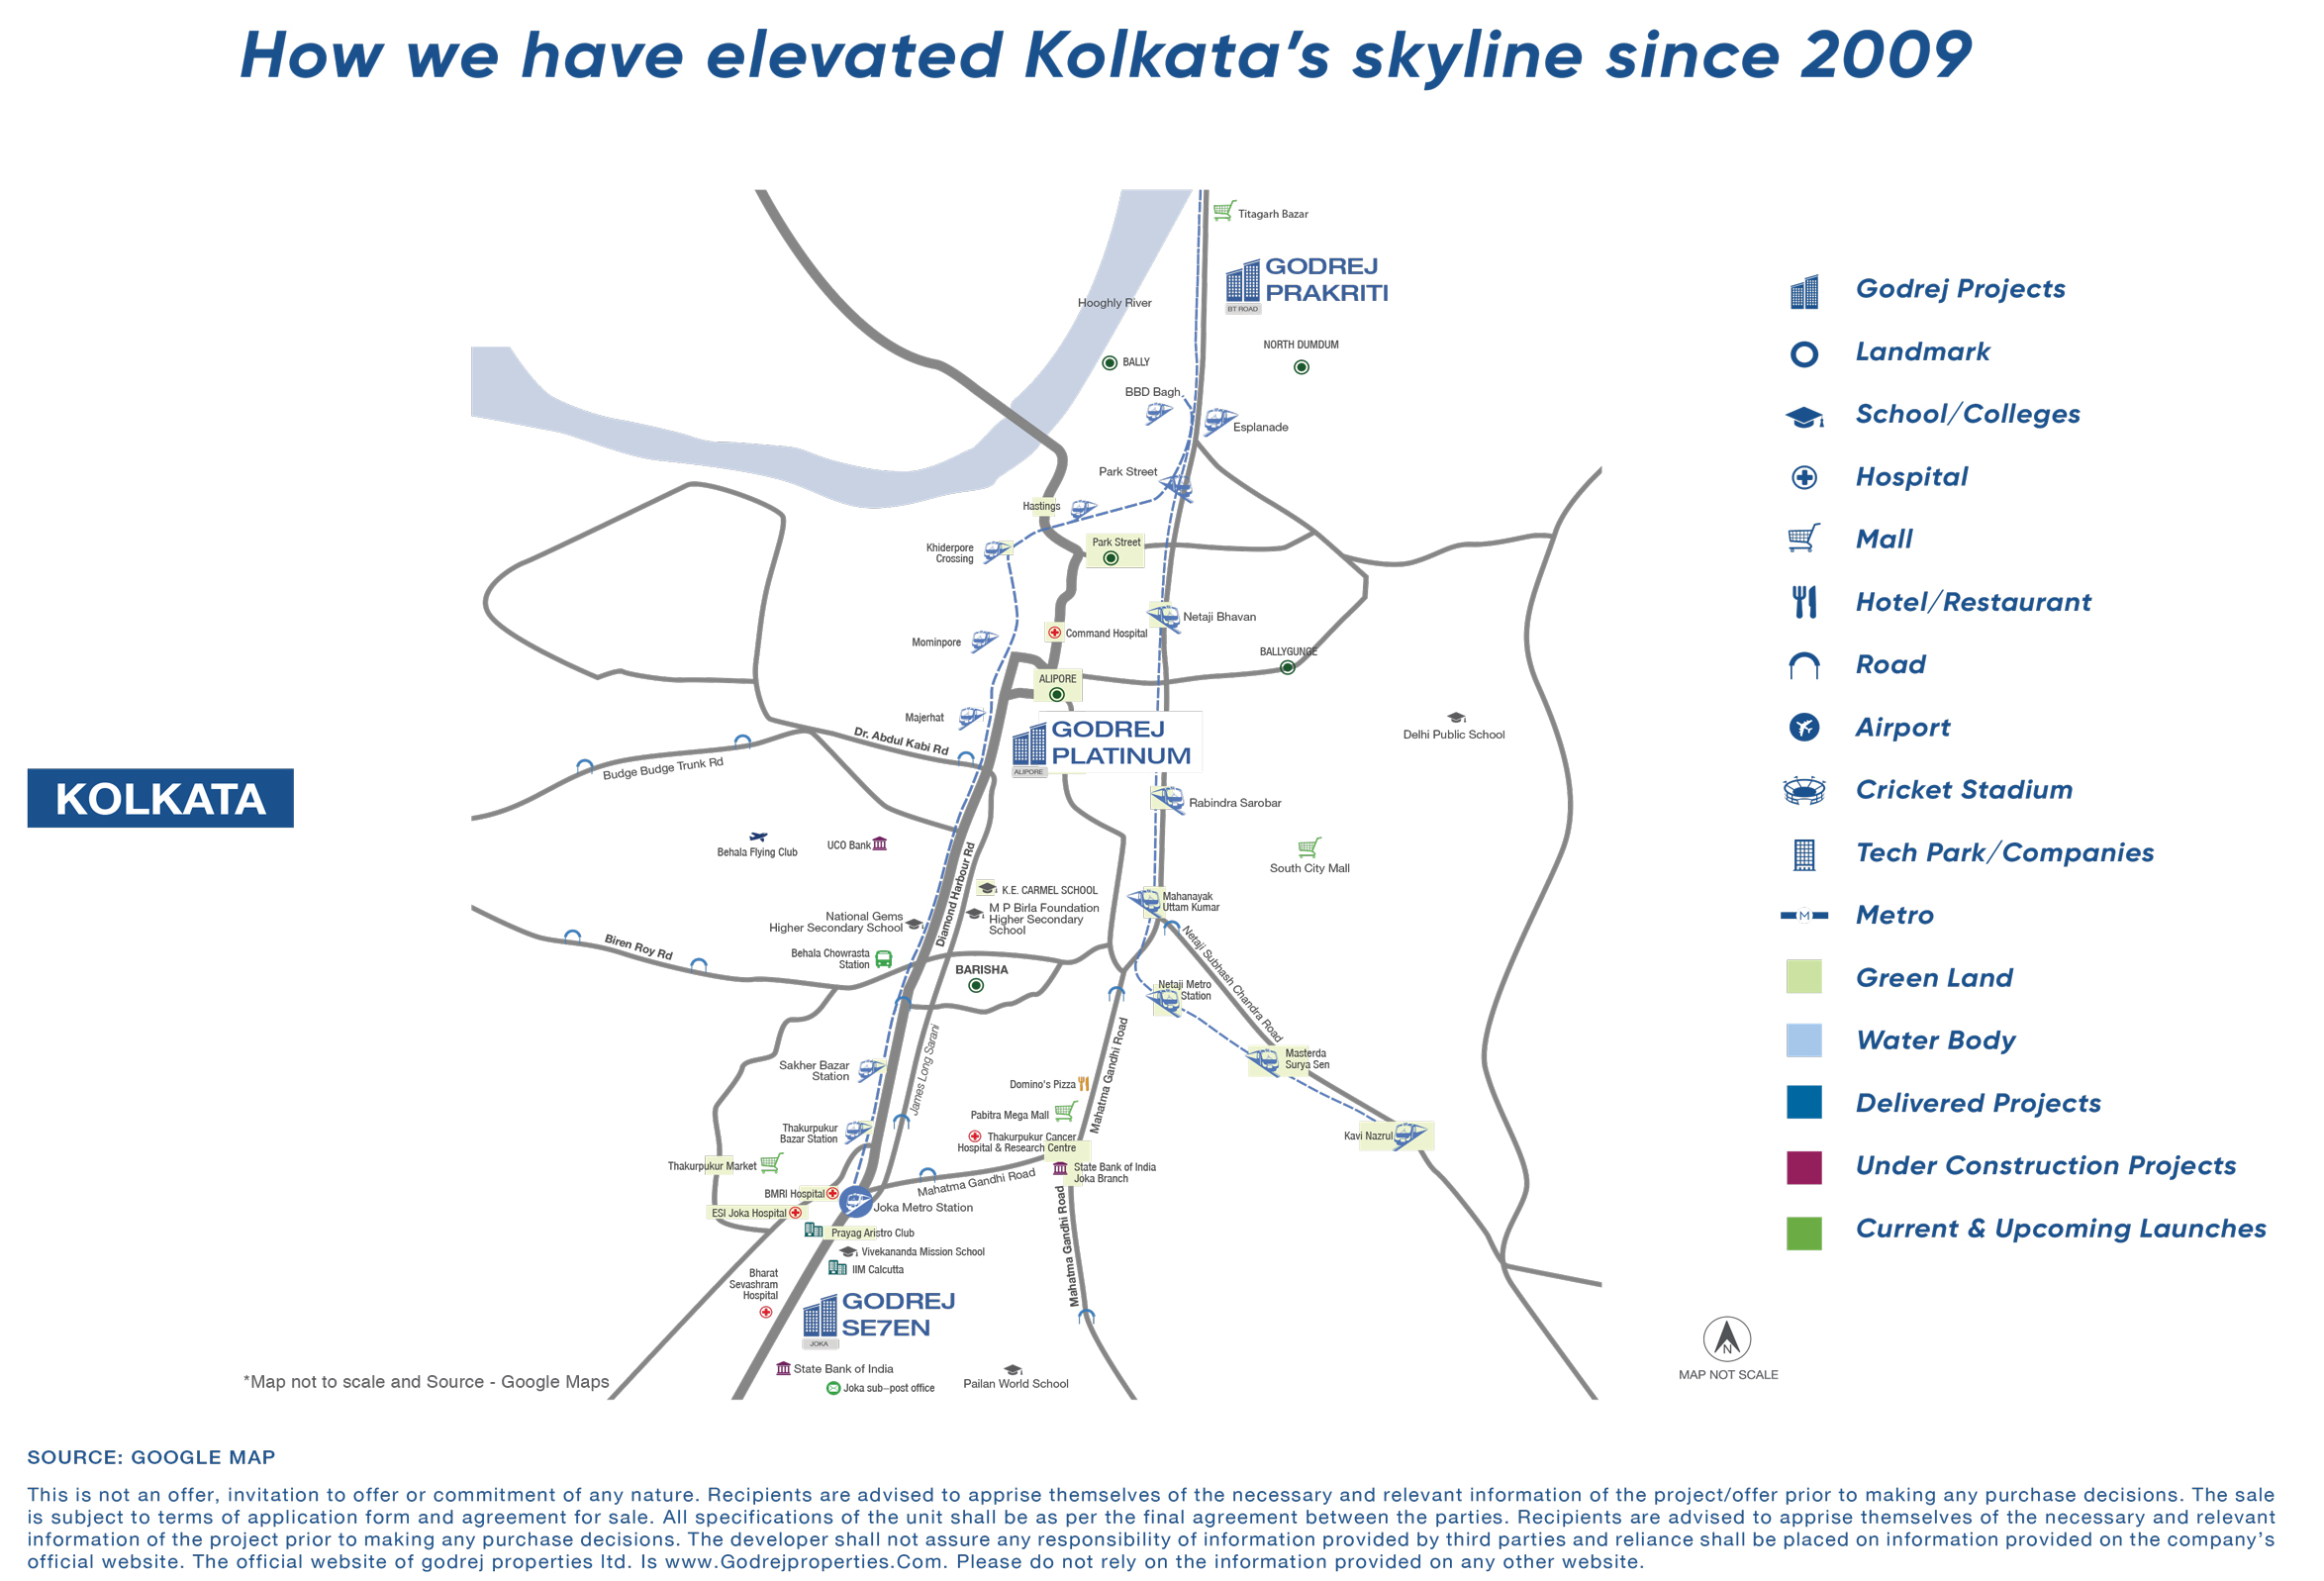 How we have elevated Kolkata's skyline since 2009
Titagarh Bazar
GODREJ
PRAKRITI
BT ROAD
Hooghly River
NORTH DUMDUM
BALLY
BBD Bagh
Esplanade
Park Street
Hastings
Khiderpore
Crossing
Park Street
Netaji Bhavan
Command Hospital
Mominpore
BALLYGUNGE
ALIPORE
Majerhat
GODREJ
PLATINUM
ALIPORE
Delhi Public School
Dr. Abdul Kabi Rd
Budge Budge Trunk Rd
KOLKATA
Rabindra Sarobar
Behala Flying Club
UCO Bank
South City Mall
Diamond Harbour Rd
K.E. CARMEL SCHOOL
M P Birla Foundation
Higher Secondary
School
Mahanayak
Uttam Kumar
National Gems
Higher Secondary School
Behala Chowrasta
Station
Biren Roy Rd
BARISHA
Netaji Subhash Chandra Road
Netaji Metro
Station
James Long Sarani
Mahatma Gandhi Road
Masterda
Surya Sen
Sakher Bazar
Station
Domino's Pizza
Pabitra Mega Mall
Thakurpukur
Bazar Station
Thakurpukur Cancer
Hospital & Research Centre
Kavi Nazrul
Thakurpukur Market
State Bank of India
Joka Branch
Mahatma Gandhi Road
BMRI Hospital
ESI Joka Hospital
Joka Metro Station
Mahatma Gandhi Road
Prayag Aristro Club
Vivekananda Mission School
IIM Calcutta
Bharat
Sevashram
Hospital
GODREJ
SE7EN
JOKA
State Bank of India
Joka sub-post office
Pailan World School
*Map not to scale and Source - Google Maps
N
MAP NOT SCALE
Godrej Projects
Landmark
School/Colleges
Hospital
Mall
Hotel/Restaurant
Road
Airport
Cricket Stadium
Tech Park/Companies
M
Metro
Green Land
Water Body
Delivered Projects
Under Construction Projects
Current & Upcoming Launches
SOURCE: GOOGLE MAP
This is not an offer, invitation to offer or commitment of any nature. Recipients are advised to apprise themselves of the necessary and relevant information of the project/offer prior to making any purchase decisions. The sale
is subject to terms of application form and agreement for sale. All specifications of the unit shall be as per the final agreement between the parties. Recipients are advised to apprise themselves of the necessary and relevant
information of the project prior to making any purchase decisions. The developer shall not assure any responsibility of information provided by third parties and reliance shall be placed on information provided on the company's
official website. The official website of godrej properties ltd. Is www.Godrejproperties.Com. Please do not rely on the information provided on any other website.